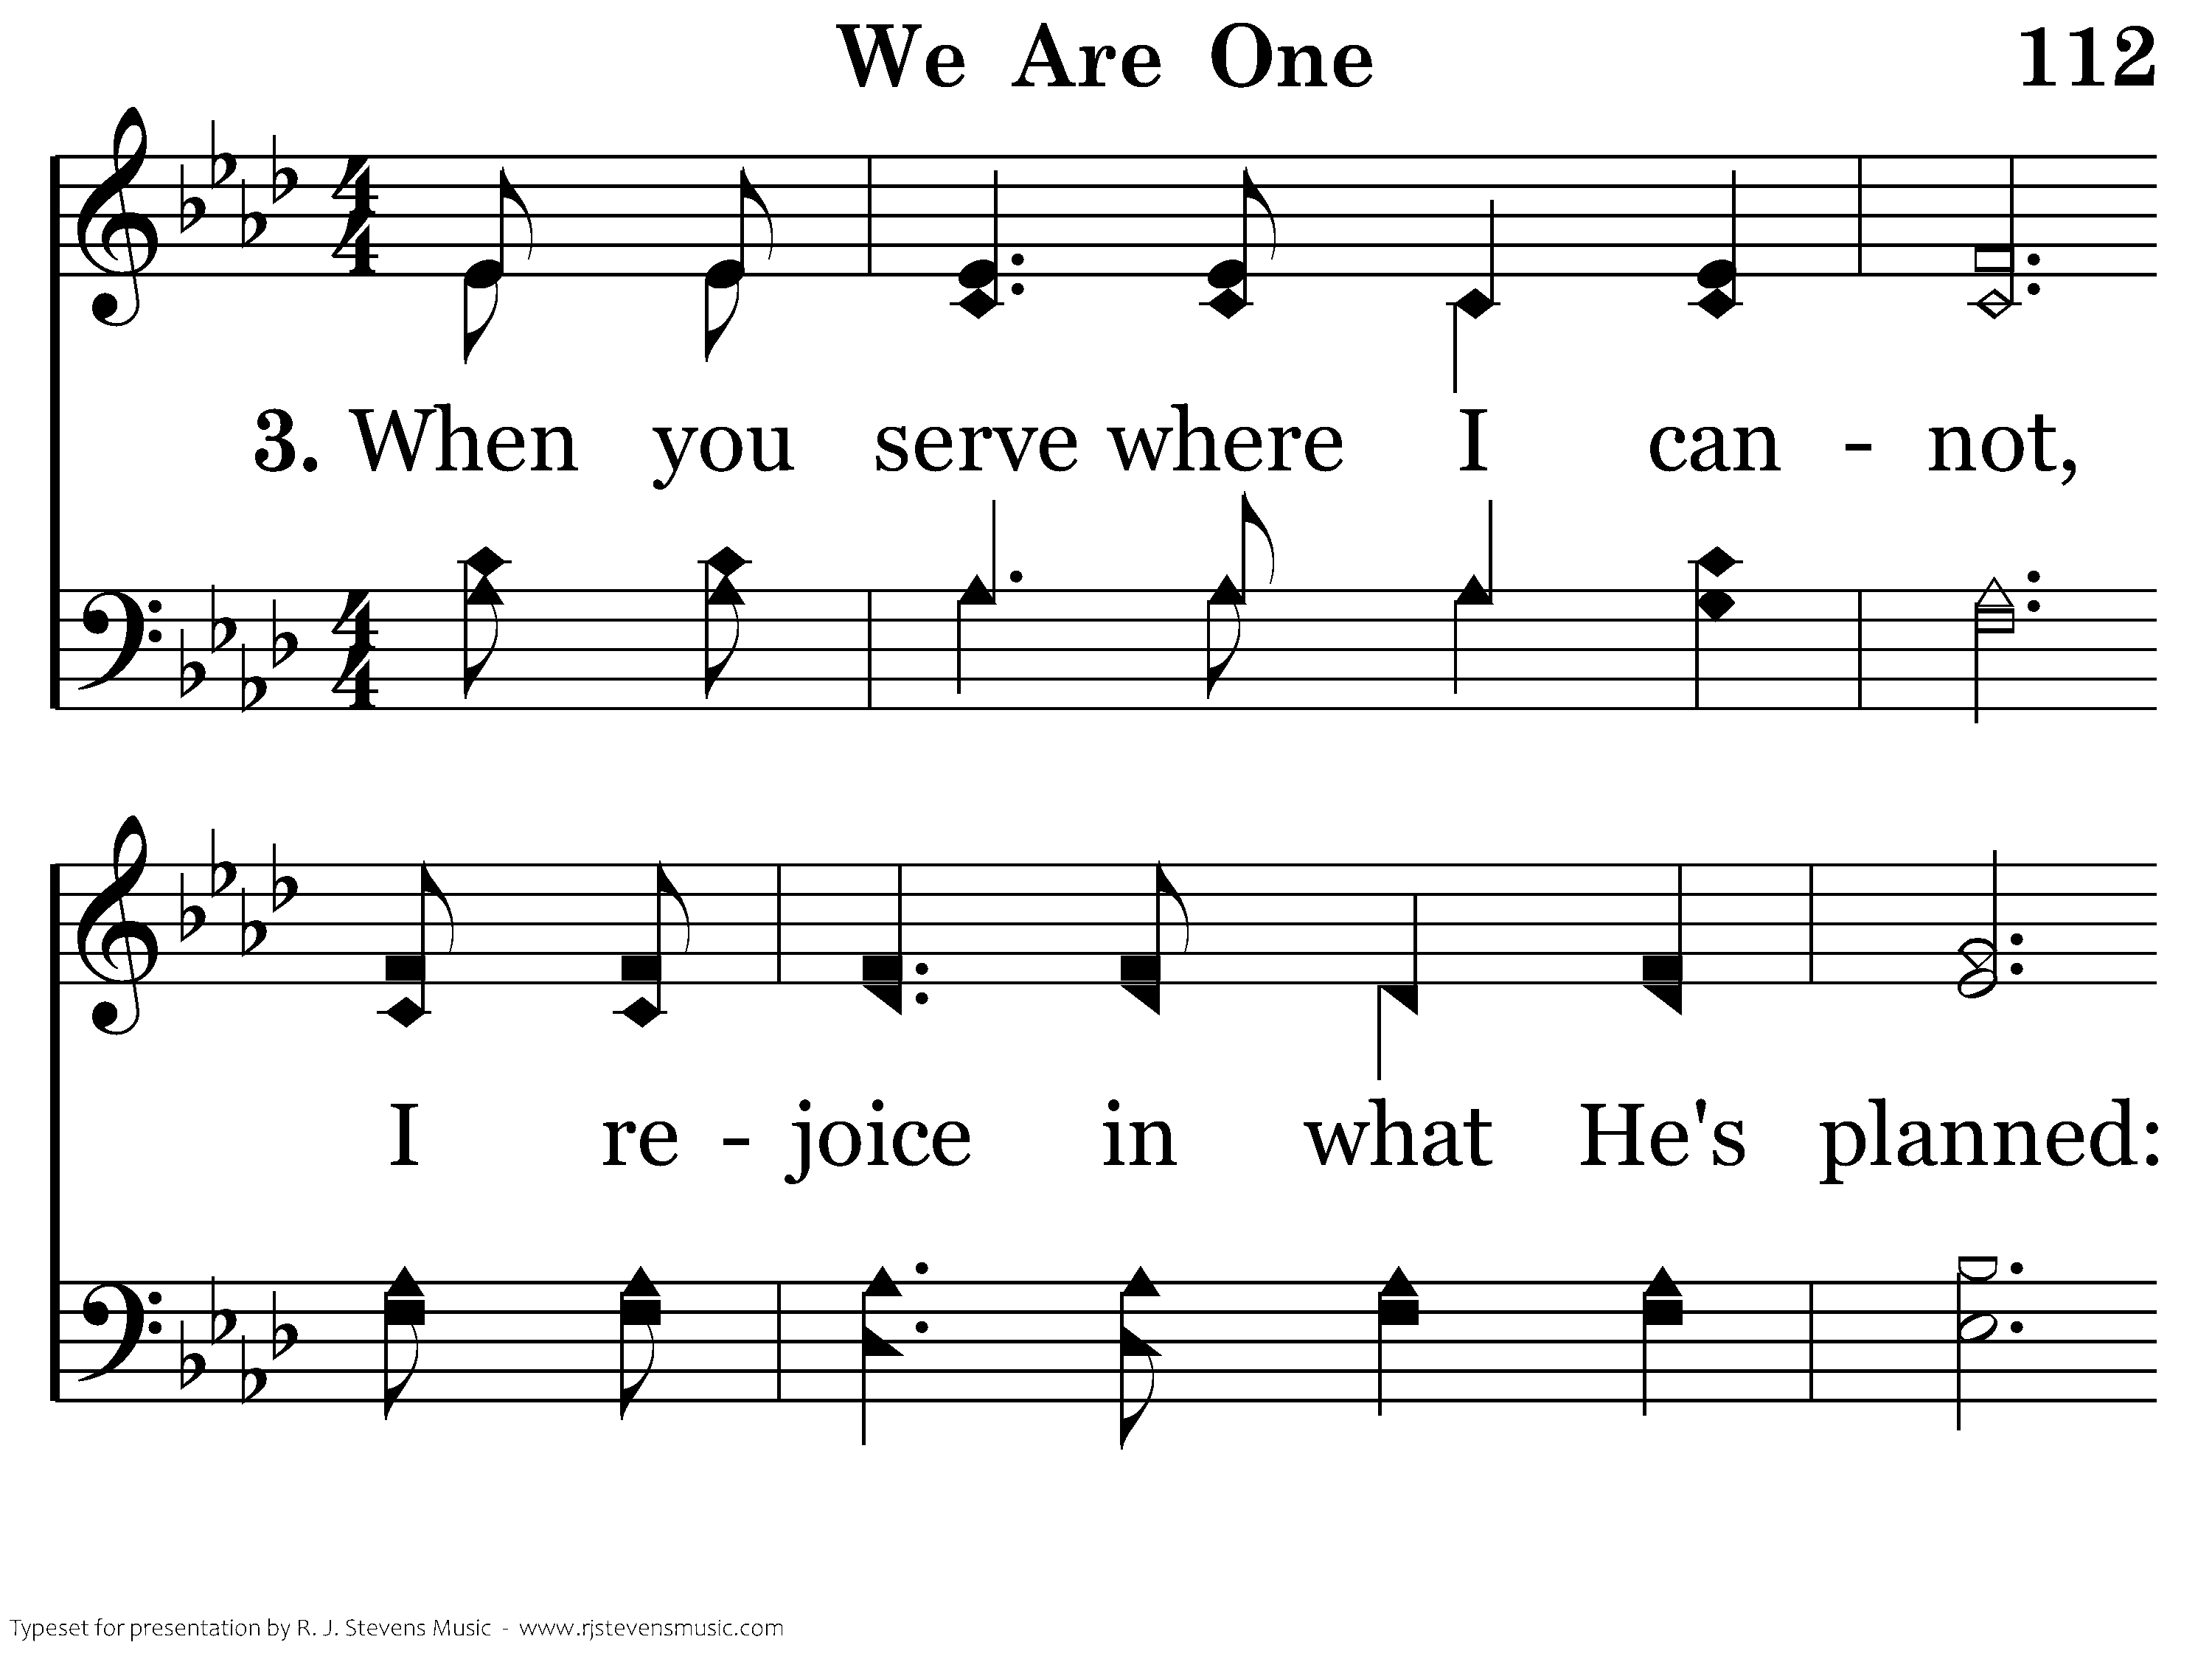 We Are One 112
3. When you serve where I can - not,
I re - joice in what He's planned:
Typeset for presentation by R. J. Stevens Music - www.rjstevensmusic.com